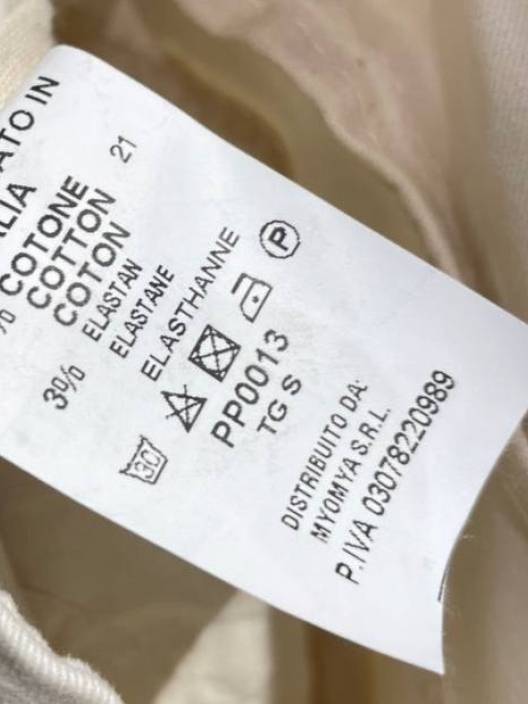 ATO IN
LIA
21
% COTONE
COTTON
COTON
3% ELASTAN
ELASTANE
ELASTHANNE
30
P
PP0013
TG S
DISTRIBUITO DA:
MYOMYA S.R.L.
P.IVA 03078220989